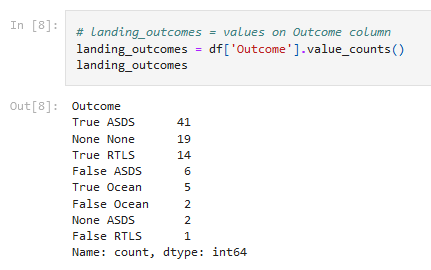 In [8]:
# landing_outcomes = values on Outcome column
landing_outcomes = df['Outcome'].value_counts()
landing_outcomes
Out[8]: Outcome
True ASDS 41
None None 19
True RTLS 14
False ASDS 6
True Ocean 5
False Ocean 2
None ASDS 2
False RTLS 1
Name: count, dtype: int64